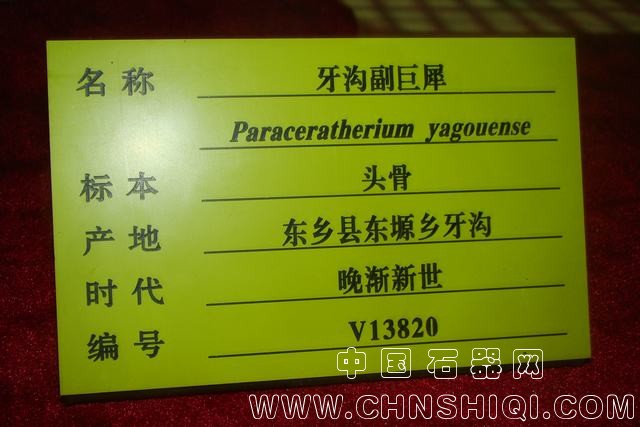 名称 牙沟副巨犀
Paraceratherium yagouense
标本 头骨
产地 东乡县东塬乡牙沟
时代 晚渐新世
编号 V13820
中国石器网
WWW.CHNSHIQI.COM